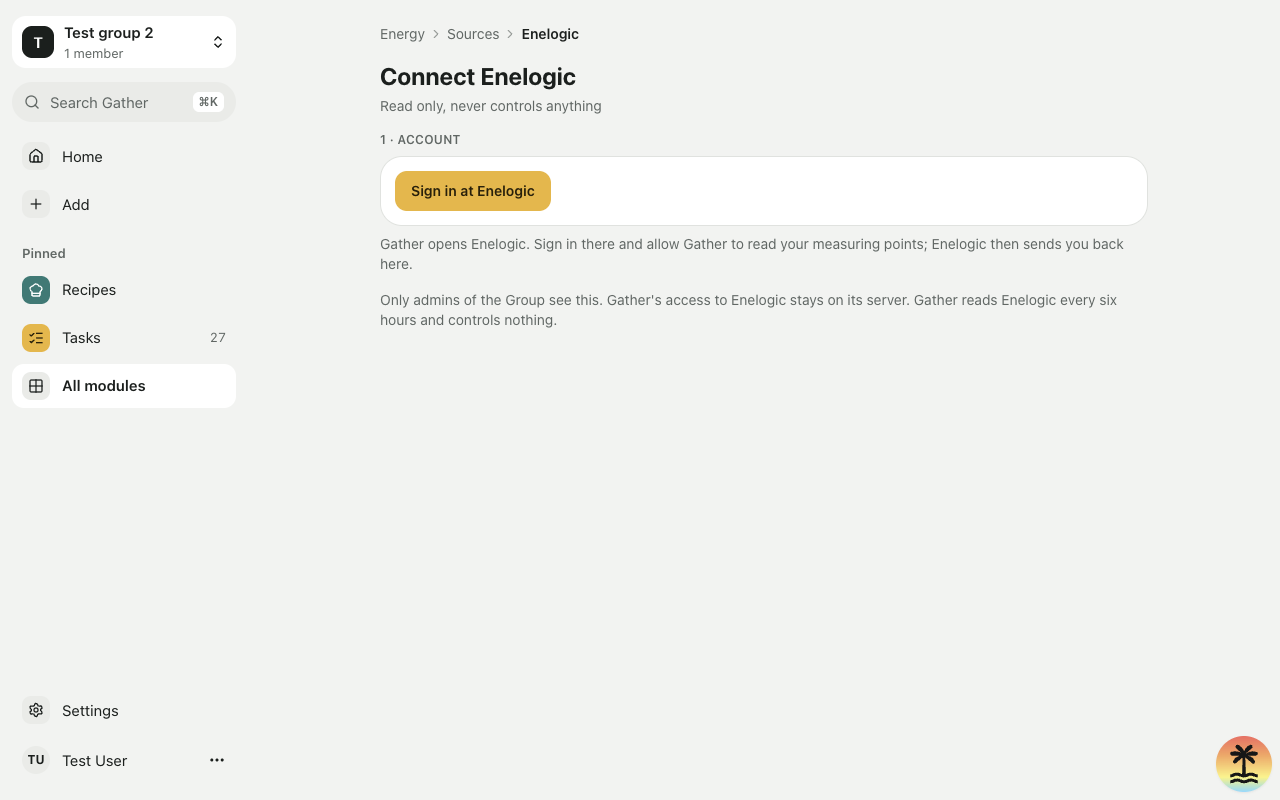 T
Test group 2
1 member
Search Gather
⌘K
Home
Add
Pinned
Recipes
Tasks
27
All modules
Settings
TU
Test User
Energy
Sources
Enelogic
Connect Enelogic
Read only, never controls anything
1 · ACCOUNT
Sign in at Enelogic
Gather opens Enelogic. Sign in there and allow Gather to read your measuring points; Enelogic then sends you back
here.
Only admins of the Group see this. Gather's access to Enelogic stays on its server. Gather reads Enelogic every six
hours and controls nothing.